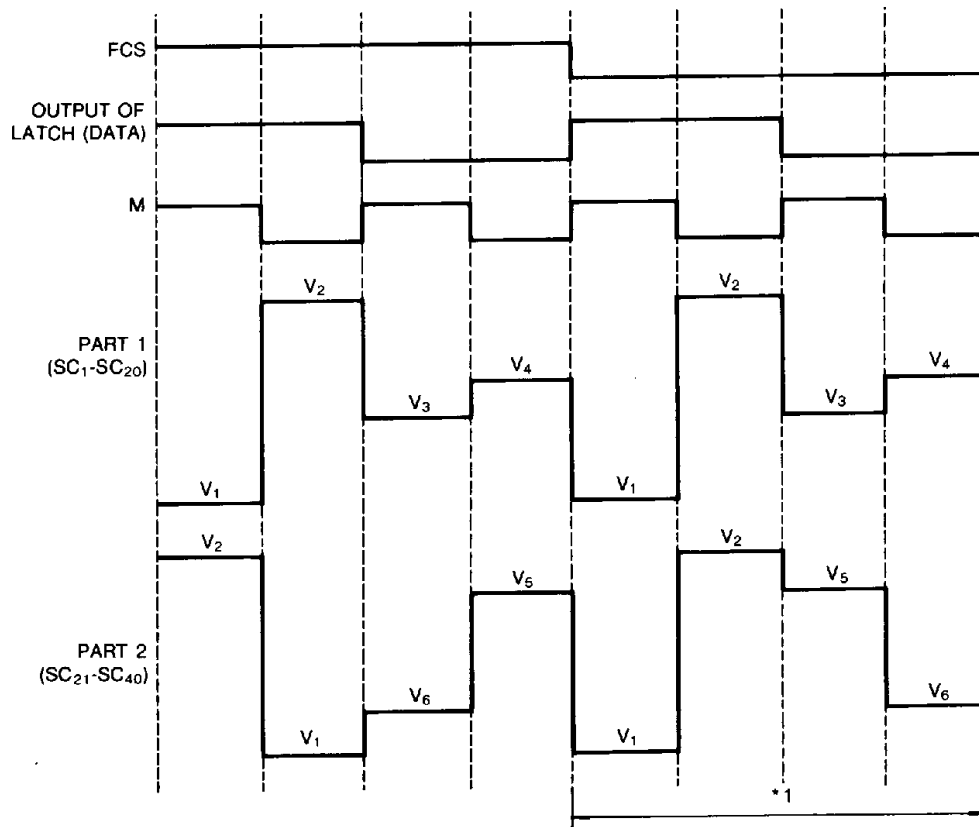 FCS
OUTPUT OF
LATCH (DATA)
M
V₂ V₂
PART 1
(SC₁-SC₂₀)
V₄ V₄
V₃ V₃
V₁ V₁
V₂ V₂
V₅ V₅
PART 2
(SC₂₁-SC₄₀)
V₆ V₆
V₁ V₁
*1